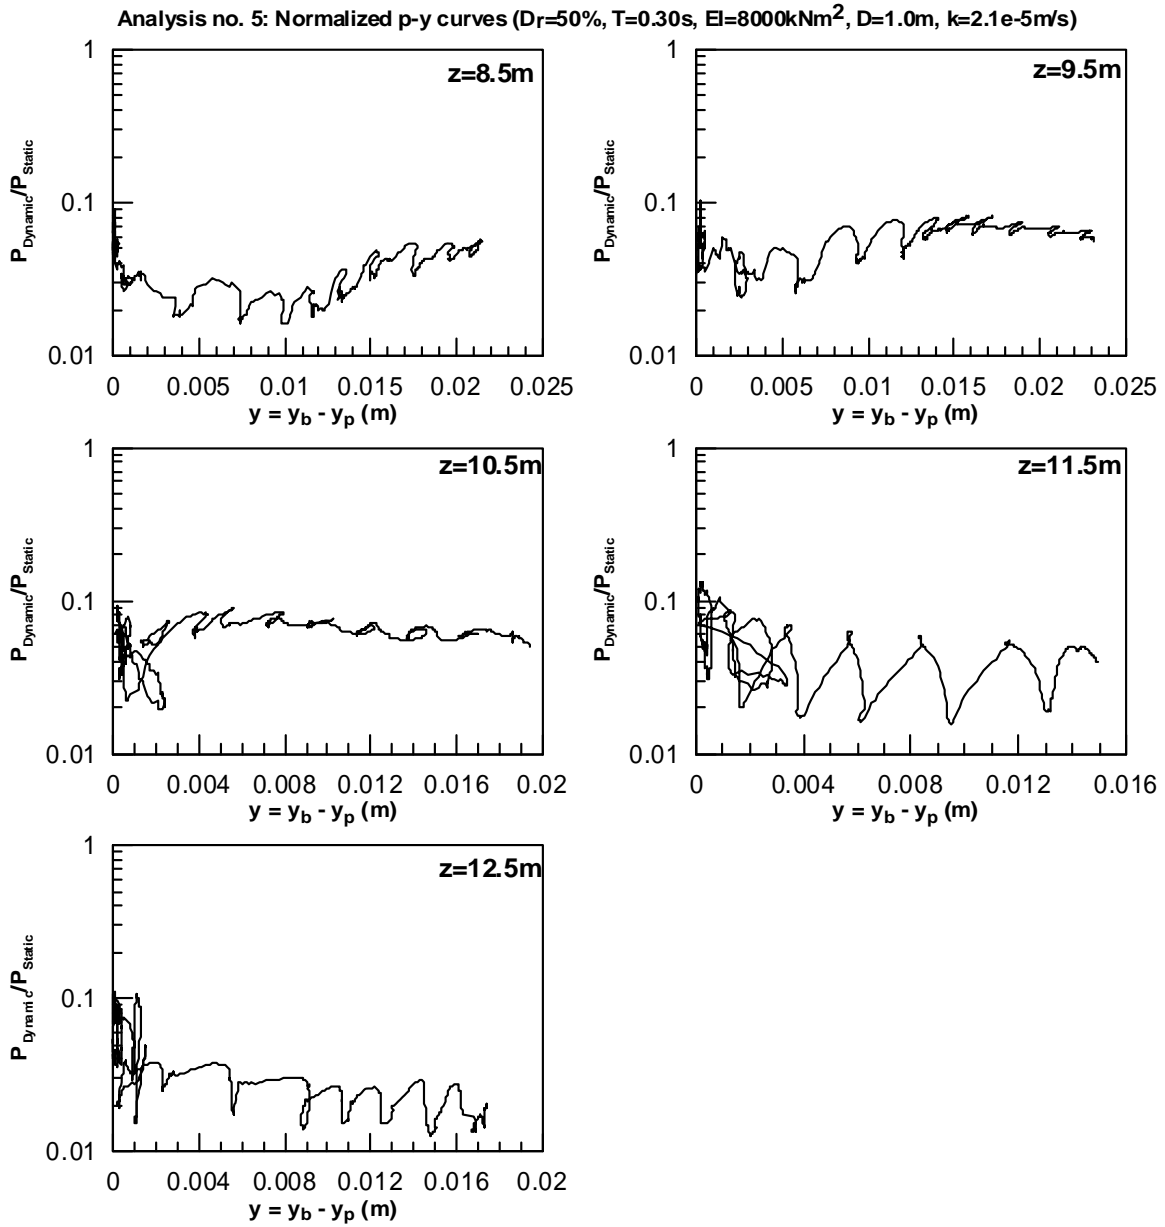 Analysis no. 5: Normalized p-y curves (Dr=50%, T=0.30s, EI=8000kNm2, D=1.0m, k=2.1e-5m/s)
z=8.5m
PDynamic/PStatic
1
0.1
0.01
0 0.005 0.01 0.015 0.02 0.025
y = yb - yp (m)
z=9.5m
PDynamic/PStatic
1
0.1
0.01
0 0.005 0.01 0.015 0.02 0.025
y = yb - yp (m)
z=10.5m
PDynamic/PStatic
1
0.1
0.01
0 0.004 0.008 0.012 0.016 0.02
y = yb - yp (m)
z=11.5m
PDynamic/PStatic
1
0.1
0.01
0 0.004 0.008 0.012 0.016
y = yb - yp (m)
z=12.5m
PDynamic/PStatic
1
0.1
0.01
0 0.004 0.008 0.012 0.016 0.02
y = yb - yp (m)